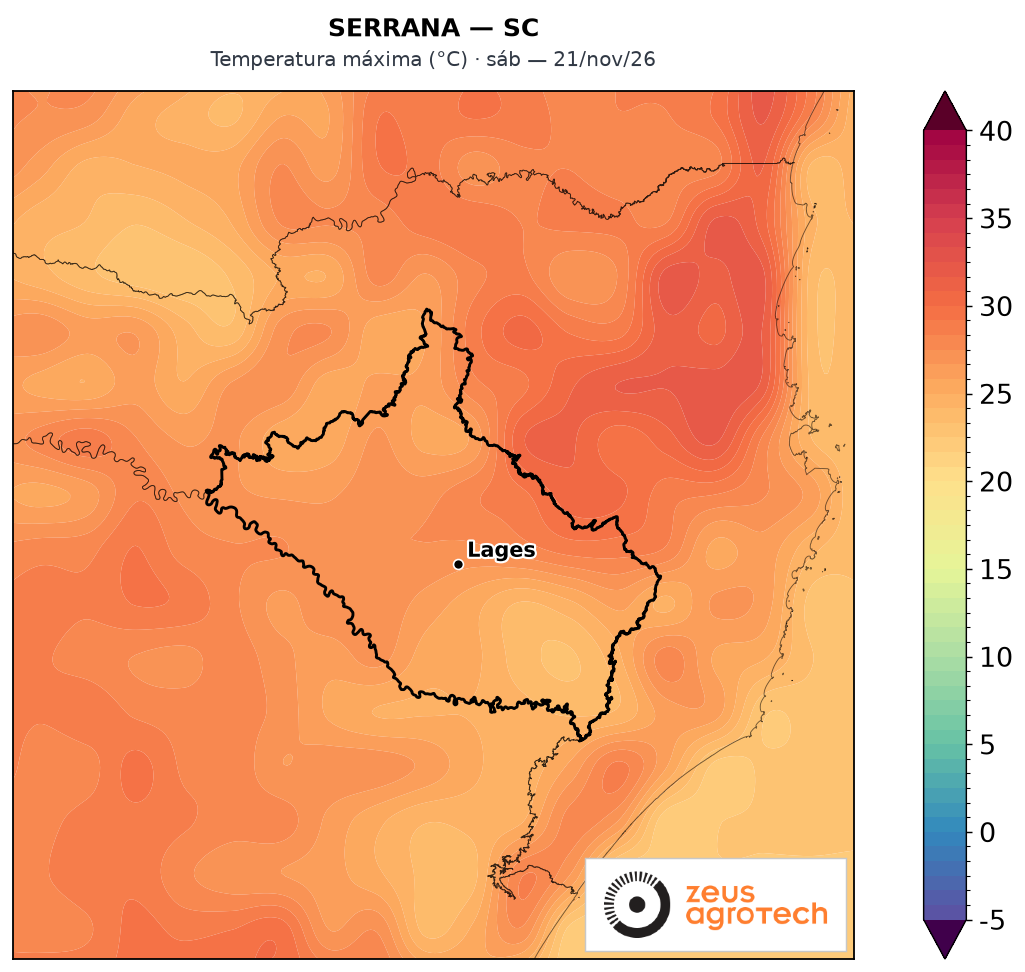 SERRANA — SC
Temperatura máxima (°C) · sáb — 21/nov/26
40
35
30
25
20
15
10
5
0
-5
Lages
zeus
agrotech